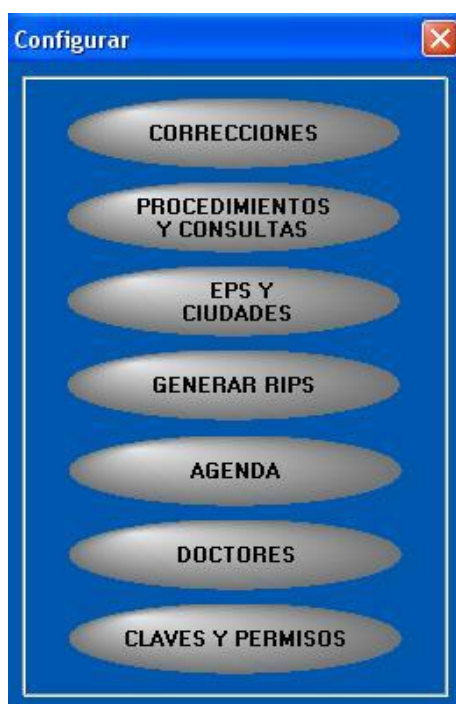 Configurar
CORRECCIONES
PROCEDIMIENTOS
Y CONSULTAS
EPS Y
CIUDADES
GENERAR RIPS
AGENDA
DOCTORES
CLAVES Y PERMISOS